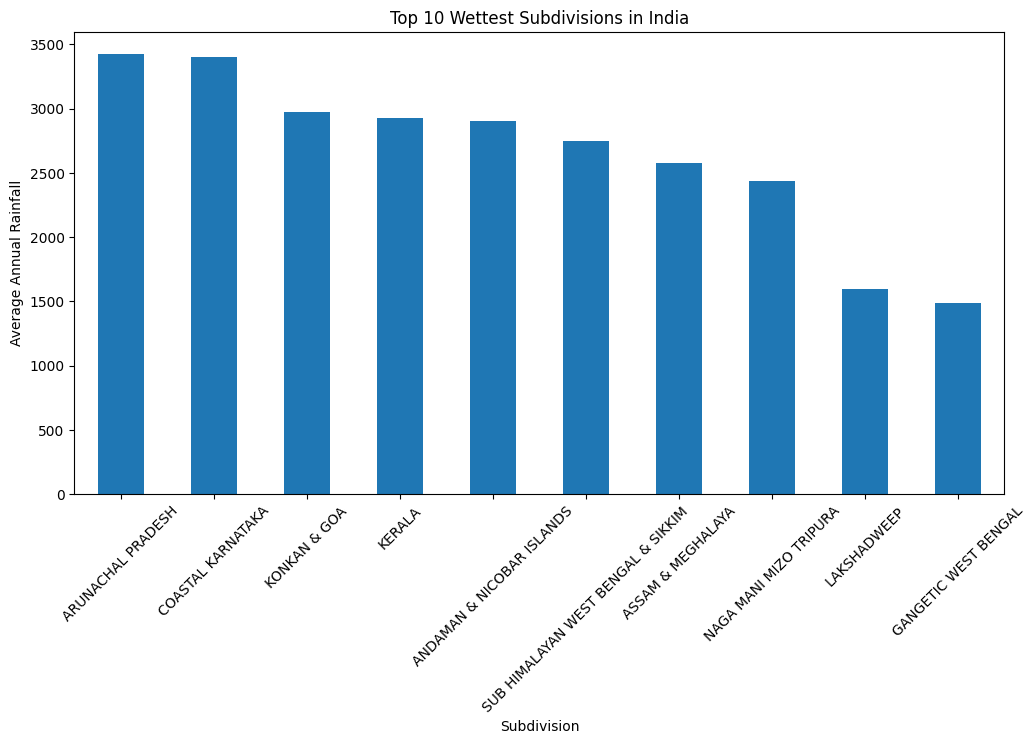 Top 10 Wettest Subdivisions in India
Average Annual Rainfall
3500
3000
2500
2000
1500
1000
500
0
ARUNACHAL PRADESH
COASTAL KARNATAKA
KONKAN & GOA
KERALA
ANDAMAN & NICOBAR ISLANDS
SUB HIMALAYAN WEST BENGAL & SIKKIM
ASSAM & MEGHALAYA
NAGA MANI MIZO TRIPURA
LAKSHADWEEP
GANGETIC WEST BENGAL
Subdivision